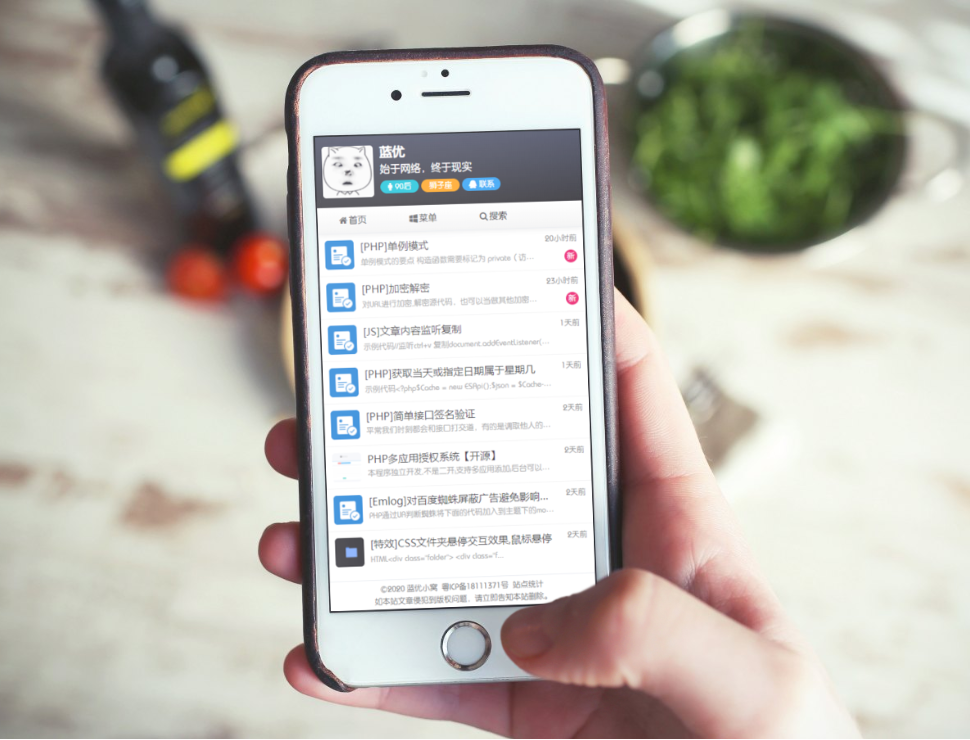 蓝优
始于网络，终于现实
90后 狮子座 联系
首页 菜单 搜索
[PHP]单例模式 20小时前
单例模式的要点 构造函数需要标记为 private（访... 新
[PHP]加密解密 23小时前
对URL进行加密,解密源代码，也可以当做其他加密... 新
[JS]文章内容监听复制 1天前
示例代码//监听ctrl+v 复制document.addEventListener(...
[PHP]获取当天或指定日期属于星期几 1天前
示例代码<?php$Cache = new ESApi();$json = $Cache-...
[PHP]简单接口签名验证 2天前
平常我们时刻都会和接口打交道，有的是调取他人的...
PHP多应用授权系统【开源】 2天前
本程序独立开发,不是二开;支持多应用添加,后台可以...
[Emlog]对百度蜘蛛屏蔽广告避免影响... 2天前
PHP通过UA判断蜘蛛将下面的代码加入到主题下的mo...
[特效]CSS文件夹悬停交互效果,鼠标悬停 2天前
HTML<div class="folder"> <div class="f...
©2020 蓝优小窝 粤ICP备18111371号 站点统计
如本站文章侵犯到版权问题，请立即告知本站删除。